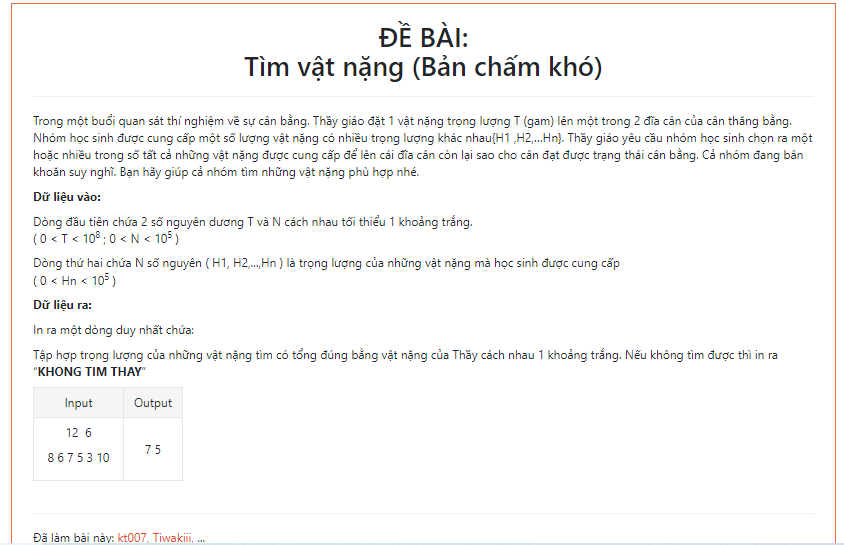 ĐỀ BÀI:
Tìm vật nặng (Bản chấm khó)
Trong một buổi quan sát thí nghiệm về sự cân bằng. Thầy giáo đặt 1 vật nặng trọng lượng T (gam) lên một trong 2 đĩa cân của cân thăng bằng.
Nhóm học sinh được cung cấp một số lượng vật nặng có nhiều trọng lượng khác nhau{H1 ,H2,...Hn}. Thầy giáo yêu cầu nhóm học sinh chọn ra một
hoặc nhiều trong số tất cả những vật nặng được cung cấp để lên cái đĩa cân còn lại sao cho cân đạt được trạng thái cân bằng. Cả nhóm đang băn
khoăn suy nghĩ. Bạn hãy giúp cả nhóm tìm những vật nặng phù hợp nhé.
Dữ liệu vào:
Dòng đầu tiên chứa 2 số nguyên dương T và N cách nhau tối thiểu 1 khoảng trắng.
( 0 < T < 10⁸ ; 0 < N < 10⁵ )
Dòng thứ hai chứa N số nguyên ( H1, H2,...,Hn ) là trọng lượng của những vật nặng mà học sinh được cung cấp
( 0 < Hn < 10⁵ )
Dữ liệu ra:
In ra một dòng duy nhất chứa:
Tập hợp trọng lượng của những vật nặng tìm có tổng đúng bằng vật nặng của Thầy cách nhau 1 khoảng trắng. Nếu không tìm được thì in ra
“KHONG TIM THAY”
Input Output
12 6
8 6 7 5 3 10
7 5
Đã làm bài này: kt007, Tiwakiii, ...